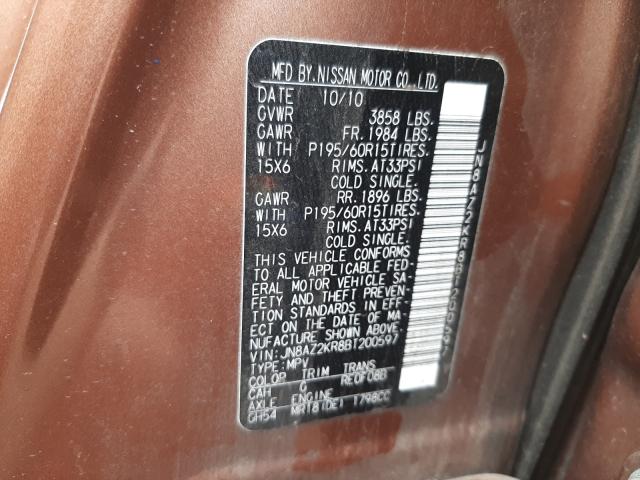 MFD BY.NISSAN MOTOR CO.,LTD.
DATE 10/10
GVWR 3858 LBS.
GAWR FR.1984 LBS.
WITH P195/60R15TIRES.
15X6 RIMS.AT33PSI
COLD SINGLE.
GAWR RR.1896 LBS.
WITH P195/60R15TIRES.
15X6 RIMS.AT33PSI
COLD SINGLE.
THIS VEHICLE CONFORMS
TO ALL APPLICABLE FED-
ERAL MOTOR VEHICLE SA-
FETY AND THEFT PREVEN-
TION STANDARDS IN EFF-
ECT ON THE DATE OF MA-
NUFACTURE SHOWN ABOVE.
VIN:JN8AZ2KR8BT200597
TYPE:MPV
COLOR TRIM TRANS
CAH G RE0F08B
AXLE ENGINE
GH54 MR18(DE) 1798CC
JN8AZ2KR8BT200597